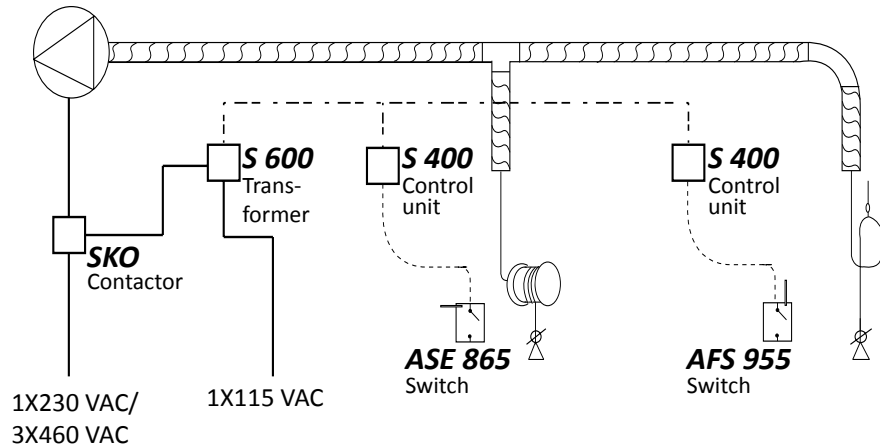 S 600
Trans-
former
S 400
Control
unit
S 400
Control
unit
SKO
Contactor
ASE 865
Switch
AFS 955
Switch
1X230 VAC/
3X460 VAC
1X115 VAC